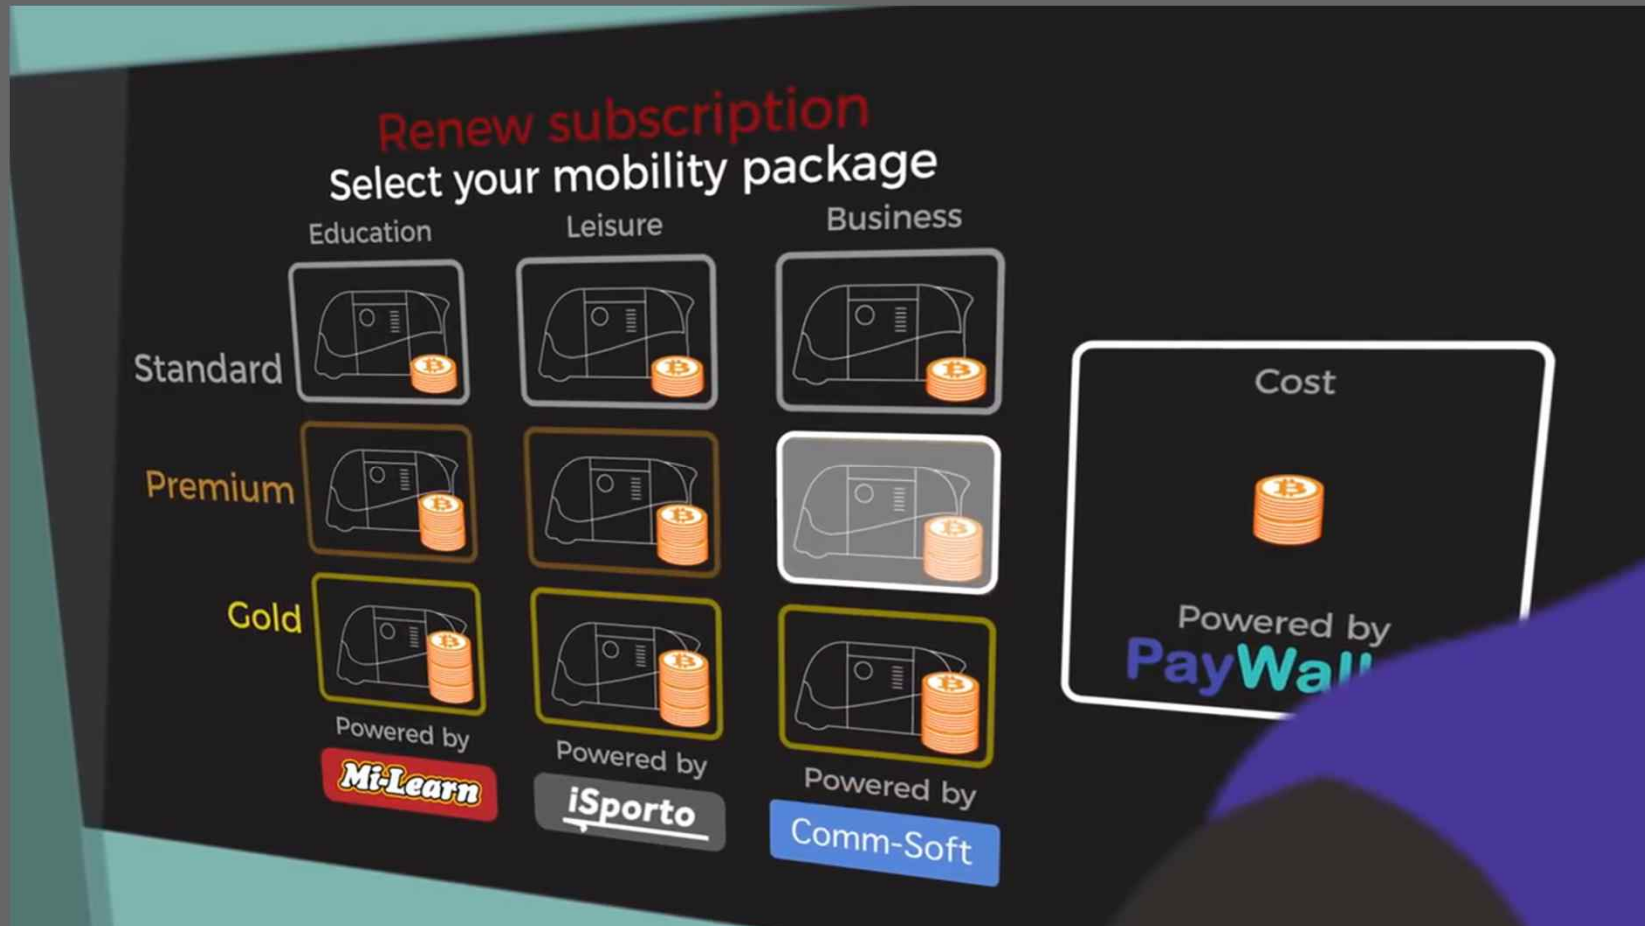 Renew subscription
Select your mobility package
Education Leisure Business
Standard
Premium
Gold
Powered by
Mi-Learn
Powered by
iSporto
Powered by
Comm-Soft
Cost
Powered by
PayWall